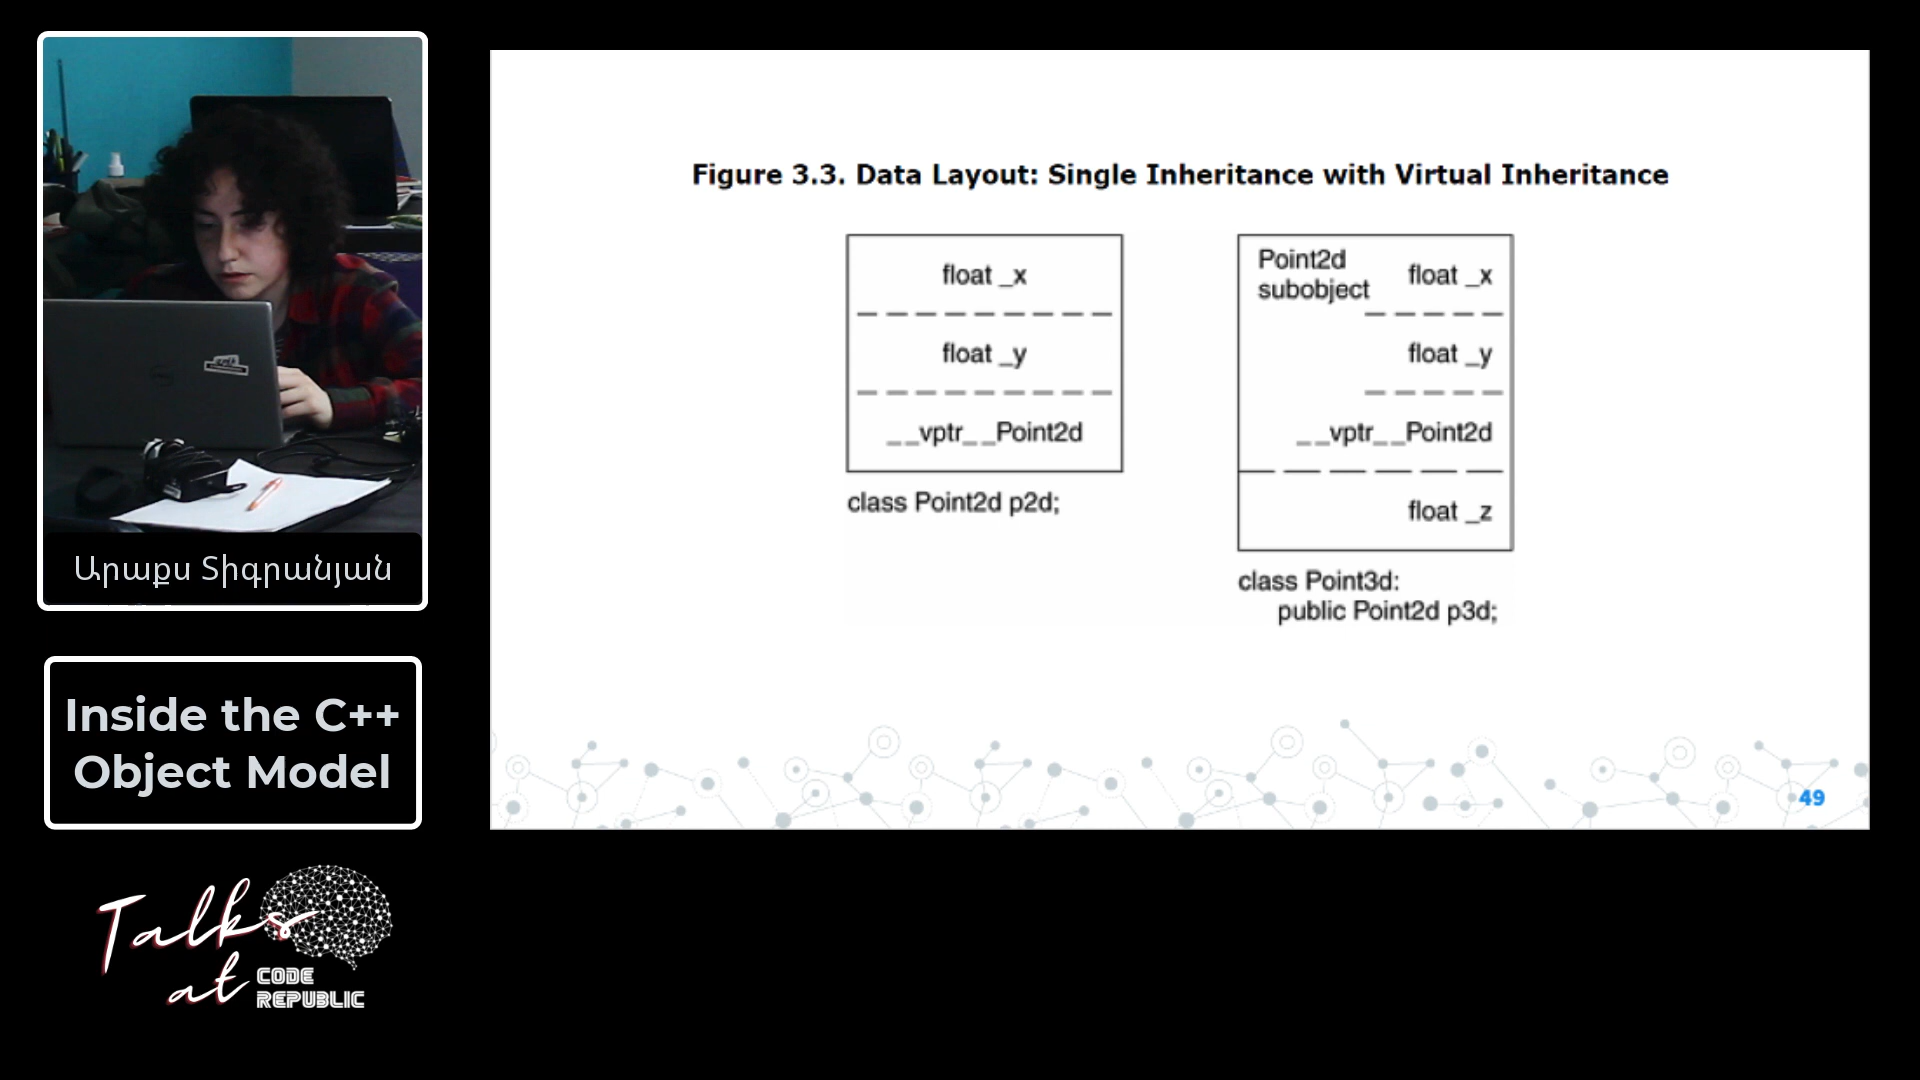 Արաքս Տիգրանյան
Inside the C++
Object Model
Talks
at CODE
REPUBLIC
Figure 3.3. Data Layout: Single Inheritance with Virtual Inheritance
float _x
float _y
__vptr__Point2d
class Point2d p2d;
Point2d
subobject
float _x
float _y
__vptr__Point2d
float _z
class Point3d:
public Point2d p3d;
49